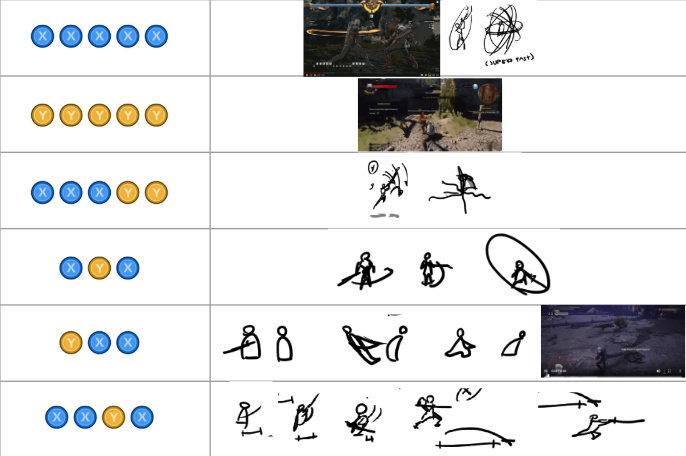 X X X X X
(SUPER FAST)
Y Y Y Y Y
X X X Y Y
X Y X
Y X X
X X Y X
(X)